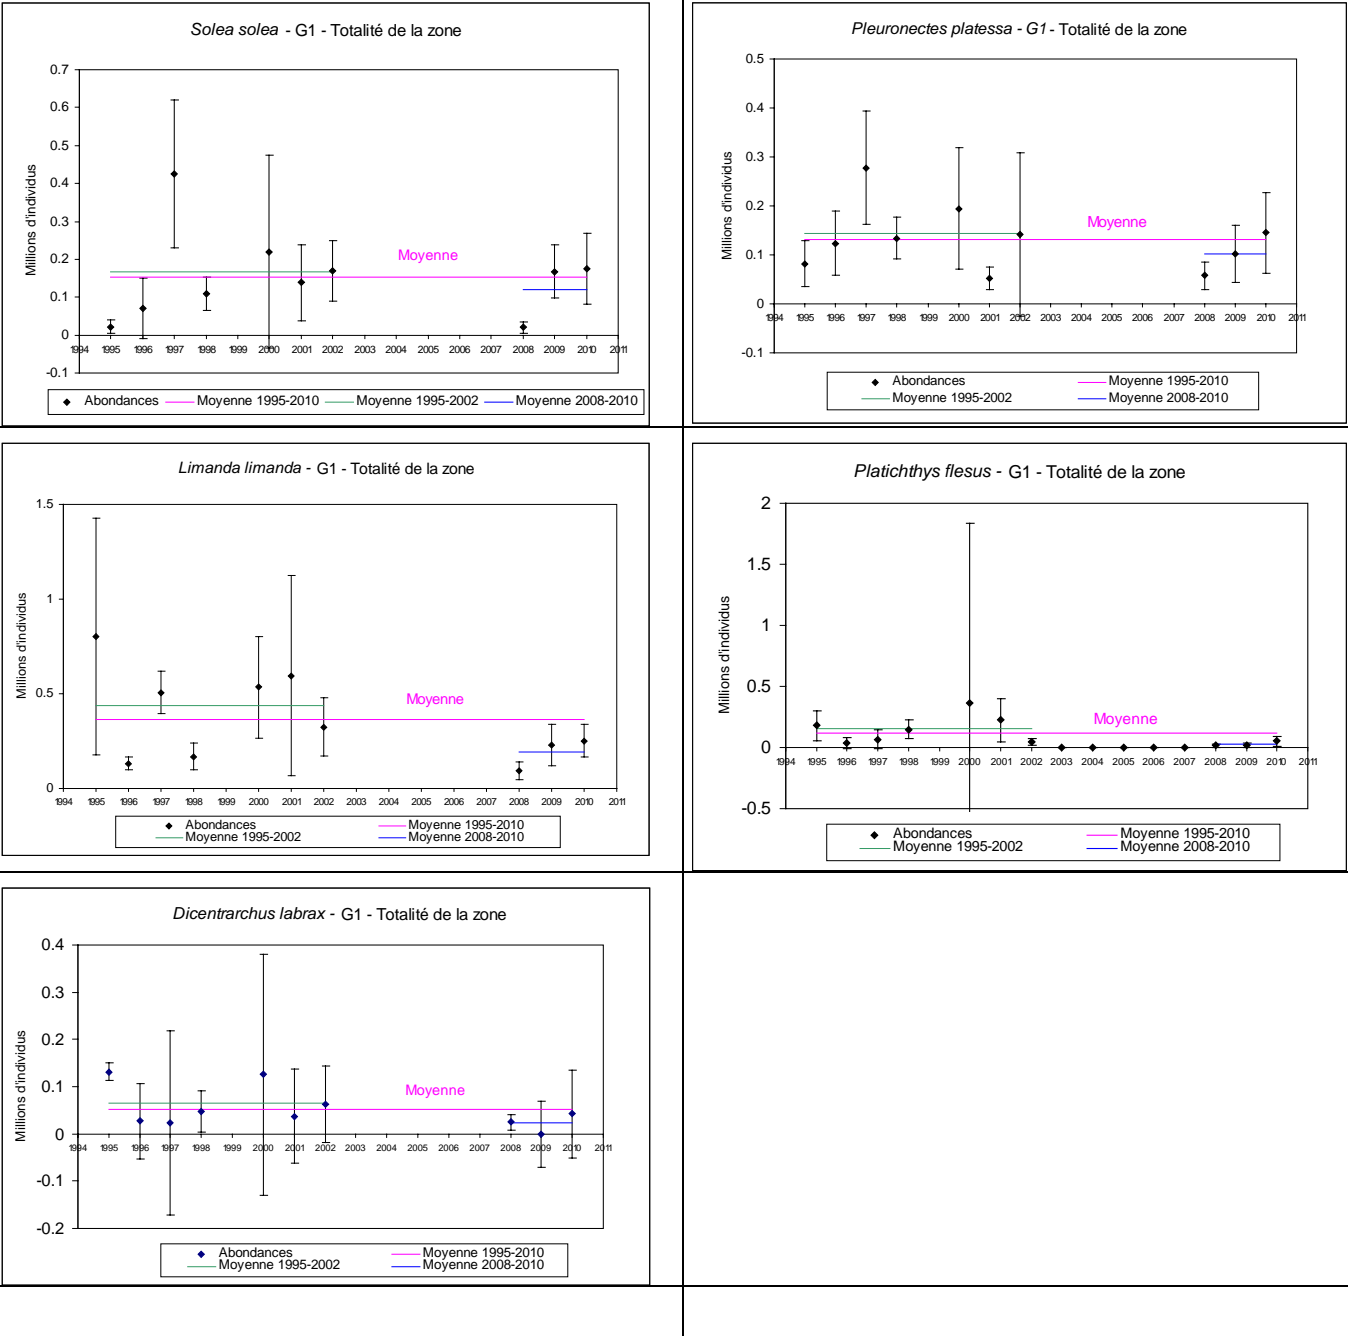 Solea solea - G1 - Totalité de la zone
0.7
0.6
0.5
0.4
0.3
0.2
0.1
0
-0.1
Millions d'individus
Moyenne
1994 1995 1996 1997 1998 1999 2000 2001 2002 2003 2004 2005 2006 2007 2008 2009 2010 2011
Abondances Moyenne 1995-2010 Moyenne 1995-2002 Moyenne 2008-2010
Pleuronectes platessa - G1 - Totalité de la zone
0.5
0.4
0.3
0.2
0.1
0
-0.1
Millions d'individus
Moyenne
1994 1995 1996 1997 1998 1999 2000 2001 2002 2003 2004 2005 2006 2007 2008 2009 2010 2011
Abondances Moyenne 1995-2010
Moyenne 1995-2002 Moyenne 2008-2010
Limanda limanda - G1 - Totalité de la zone
1.5
1
0.5
0
Millions d'individus
Moyenne
1994 1995 1996 1997 1998 1999 2000 2001 2002 2003 2004 2005 2006 2007 2008 2009 2010 2011
Abondances Moyenne 1995-2010
Moyenne 1995-2002 Moyenne 2008-2010
Platichthys flesus - G1 - Totalité de la zone
2
1.5
1
0.5
0
-0.5
Millions d'individus
Moyenne
1994 1995 1996 1997 1998 1999 2000 2001 2002 2003 2004 2005 2006 2007 2008 2009 2010 2011
Abondances Moyenne 1995-2010
Moyenne 1995-2002 Moyenne 2008-2010
Dicentrarchus labrax - G1 - Totalité de la zone
0.4
0.3
0.2
0.1
0
-0.1
-0.2
Millions d'individus
Moyenne
1994 1995 1996 1997 1998 1999 2000 2001 2002 2003 2004 2005 2006 2007 2008 2009 2010 2011
Abondances Moyenne 1995-2010
Moyenne 1995-2002 Moyenne 2008-2010